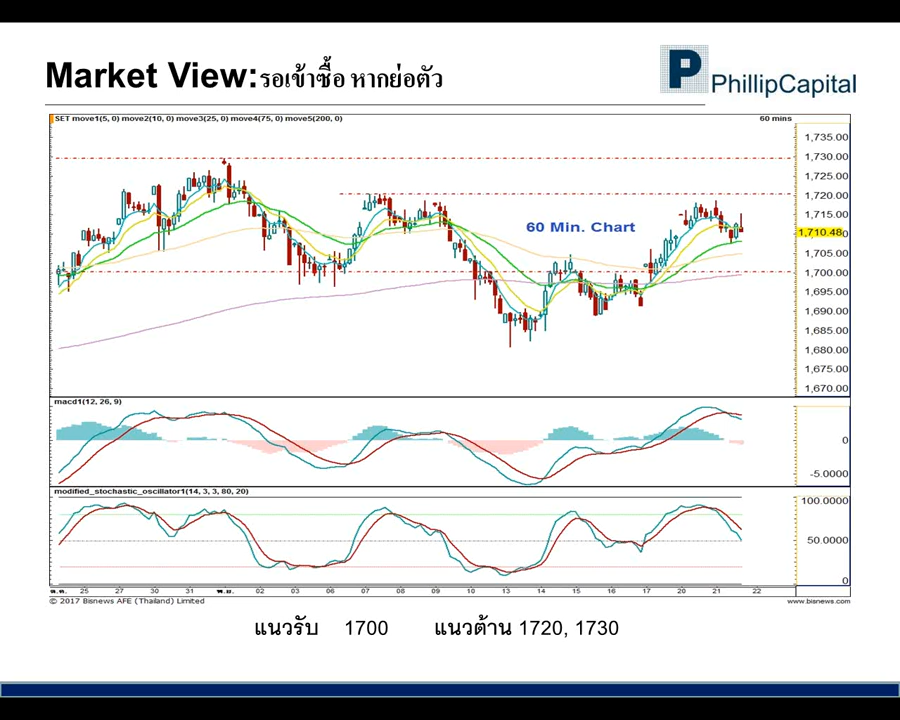 Market View:รอเข้าซื้อ หากย่อตัว
P PhillipCapital
SET move1(5, 0) move2(10, 0) move3(25, 0) move4(75, 0) move5(200, 0) 60 mins
1,735.00
1,730.00
1,725.00
1,720.00
1,715.00
1,710.48
1,705.00
1,700.00
1,695.00
1,690.00
1,685.00
1,680.00
1,675.00
1,670.00
60 Min. Chart
macd1(12, 26, 9)
0
-5.0000
modified_stochastic_oscillator1(14, 3, 3, 80, 20)
100.0000
50.0000
0
ต.ค. 25 27 30 31 พ.ย. 02 03 06 07 08 09 10 13 14 15 16 17 20 21 22
© 2017 Bisnews AFE (Thailand) Limited www.bisnews.com
แนวรับ 1700 แนวต้าน 1720, 1730